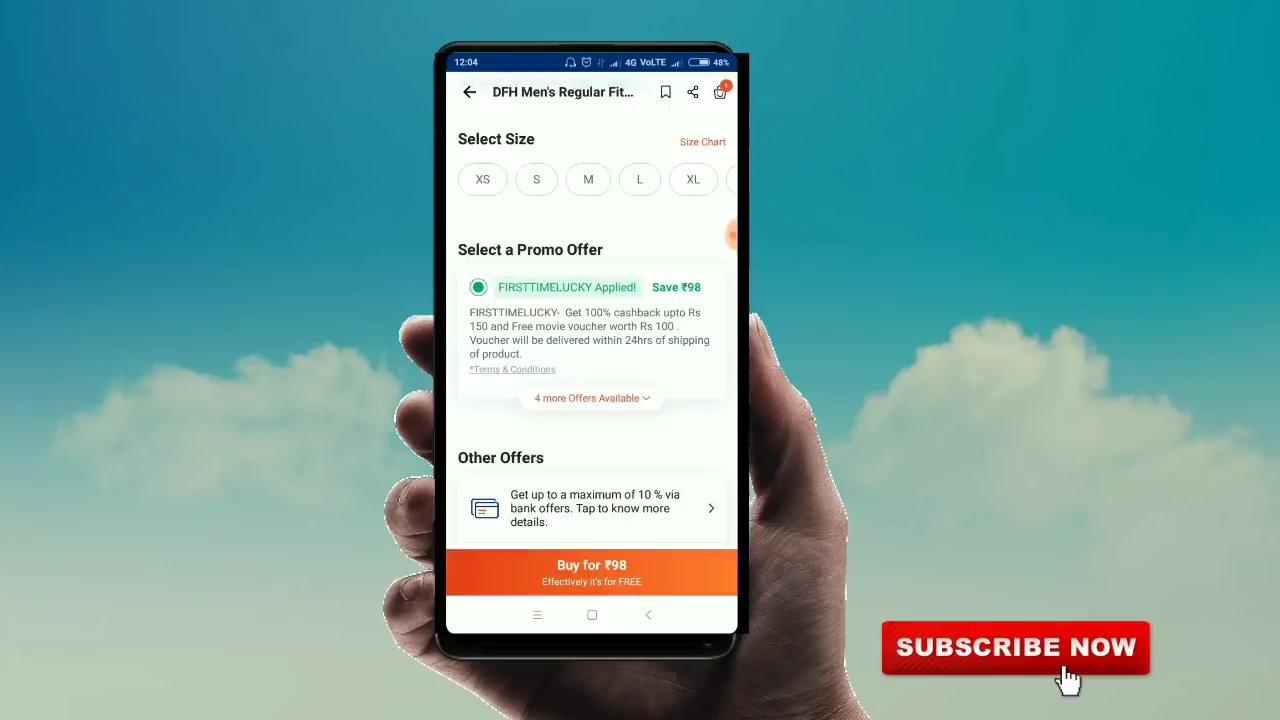 12:04 4G VoLTE 48%
DFH Men's Regular Fit... 1
Select Size
Size Chart
XS S M L XL
Select a Promo Offer
FIRSTTIMELUCKY Applied! Save ₹98
FIRSTTIMELUCKY- Get 100% cashback upto Rs
150 and Free movie voucher worth Rs 100 .
Voucher will be delivered within 24hrs of shipping
of product.
*Terms & Conditions
4 more Offers Available
Other Offers
Get up to a maximum of 10 % via
bank offers. Tap to know more
details.
Buy for ₹98
Effectively it's for FREE
SUBSCRIBE NOW